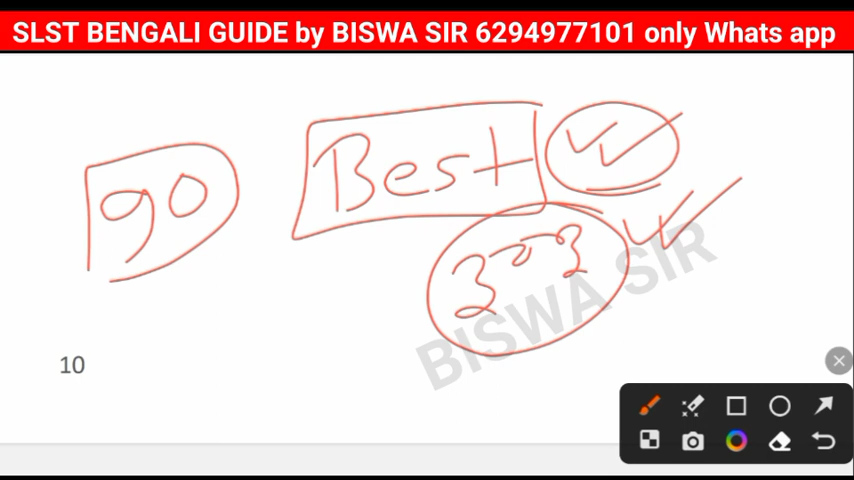 SLST BENGALI GUIDE by BISWA SIR 6294977101 only Whats app
90 Best
BISWA SIR
10